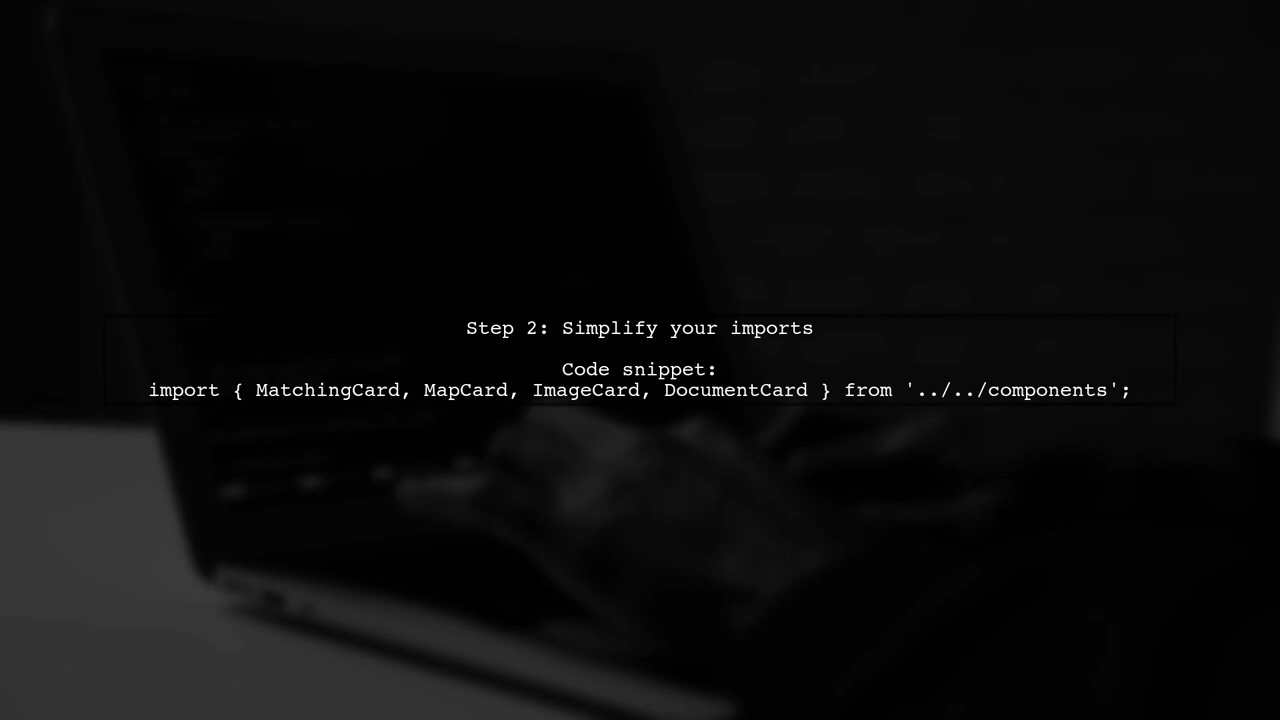 Step 2: Simplify your imports
Code snippet:
import { MatchingCard, MapCard, ImageCard, DocumentCard } from '../../components';